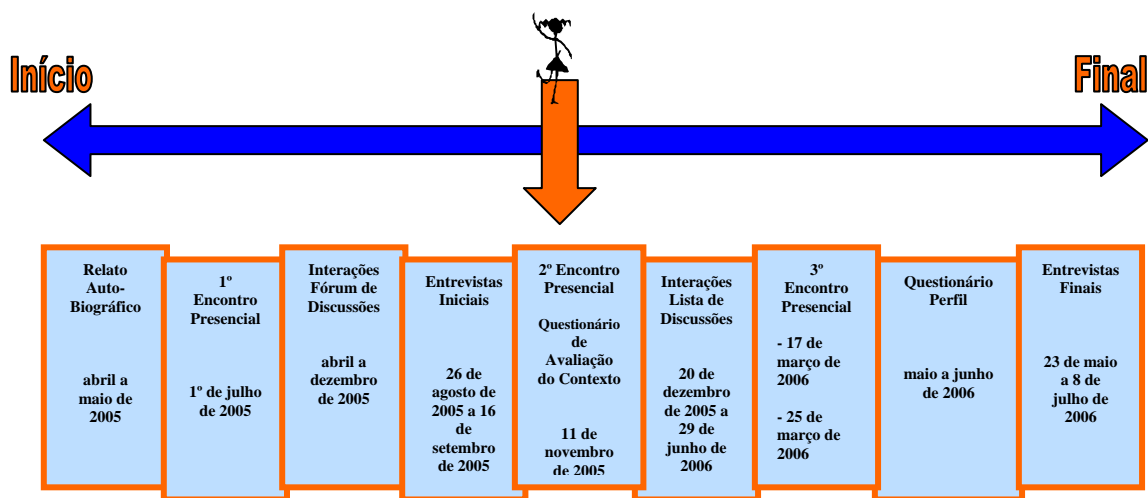 Início
Final
Relato
Auto-
Biográfico
abril a
maio de
2005
1º
Encontro
Presencial
1º de julho
de 2005
Interações
Fórum de
Discussões
abril a
dezembro
de 2005
Entrevistas
Iniciais
26 de
agosto de
2005 a 16
de
setembro
de 2005
2º Encontro
Presencial
Questionário
de
Avaliação
do Contexto
11 de
novembro
de 2005
Interações
Lista de
Discussões
20 de
dezembro
de 2005 a
29 de
junho de
2006
3º
Encontro
Presencial
- 17 de
março de
2006
- 25 de
março de
2006
Questionário
Perfil
maio a junho
de 2006
Entrevistas
Finais
23 de maio
a 8 de
julho de
2006